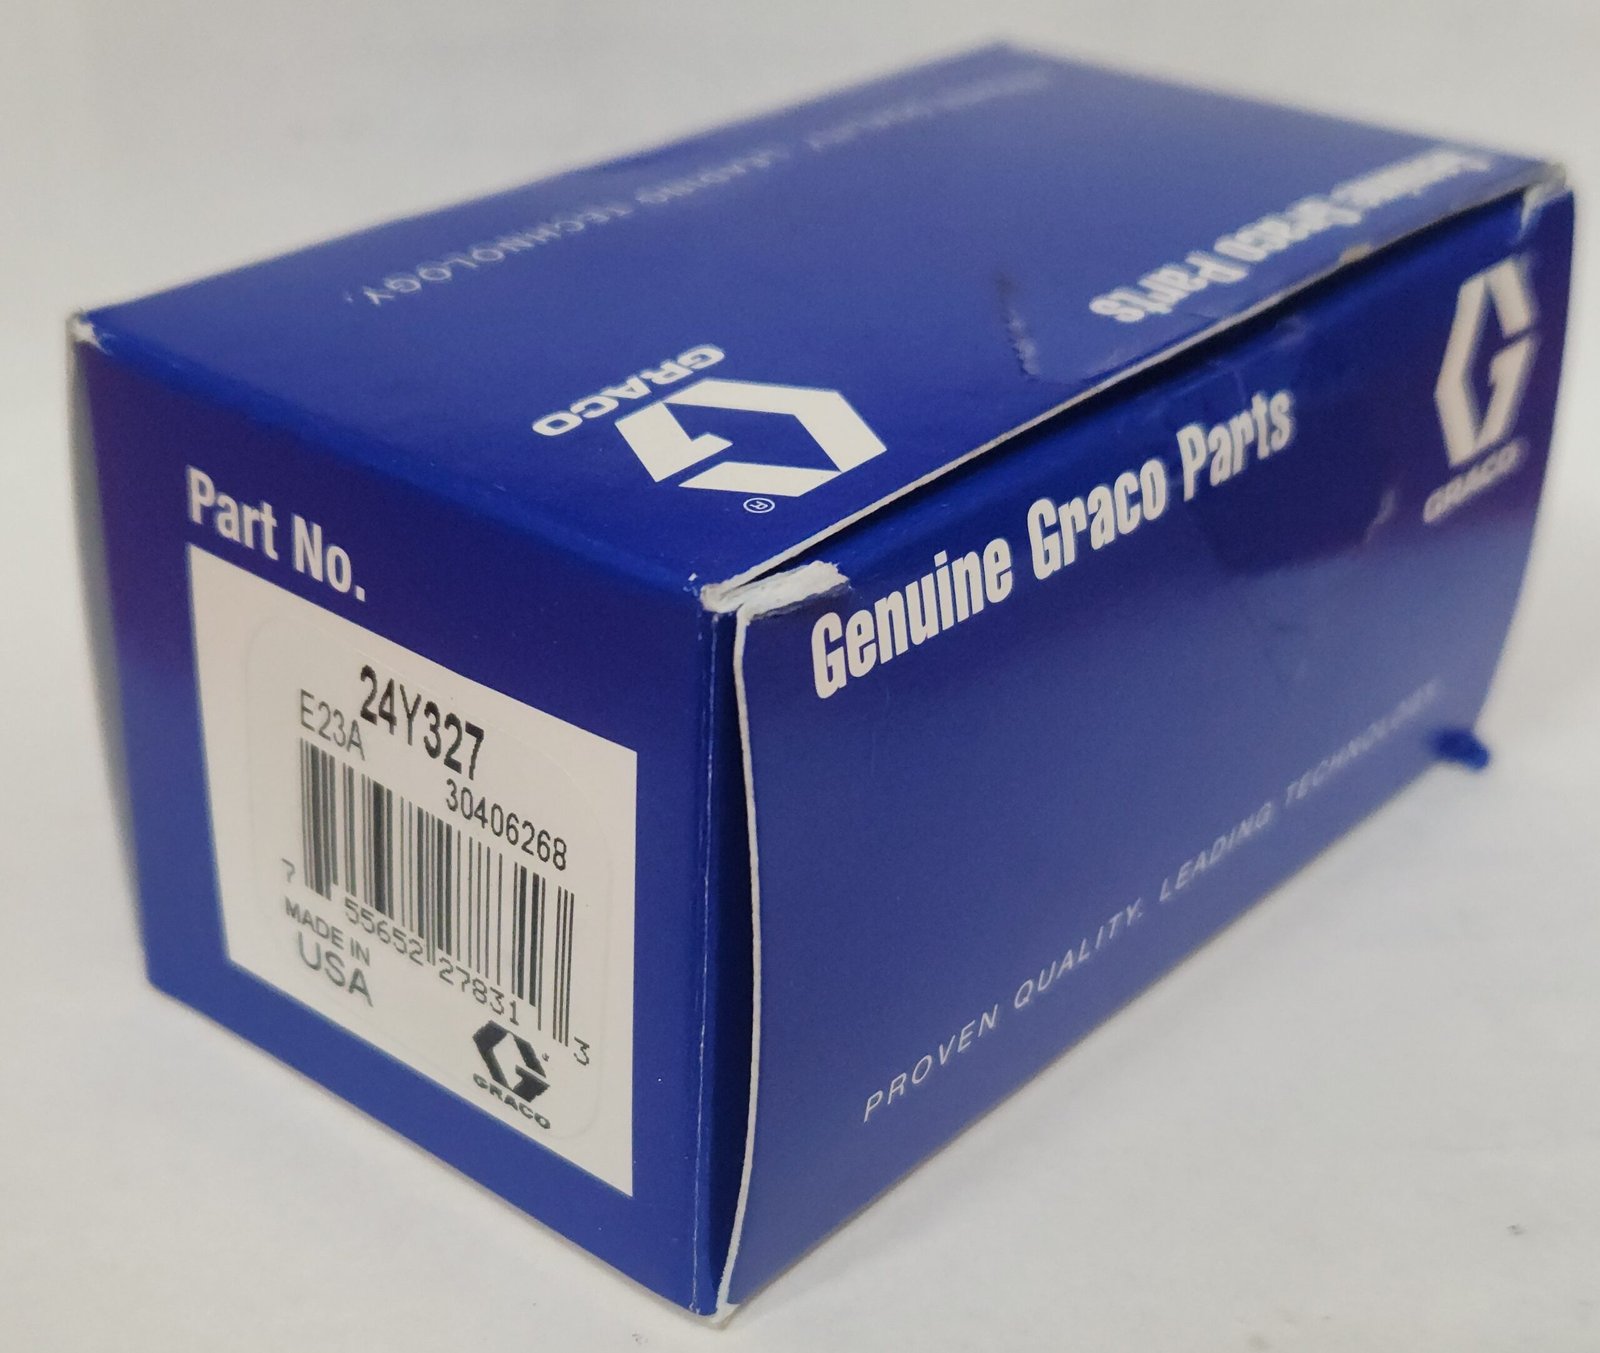 LEADING TECHNOLOGY.
Genuine Graco Parts
GRACO
®
Part No.
24Y327
E23A
30406268
7 55652 27831 3
MADE IN
USA
GRACO
Genuine Graco Parts
GRACO
PROVEN QUALITY. LEADING TECHNOLOGY.